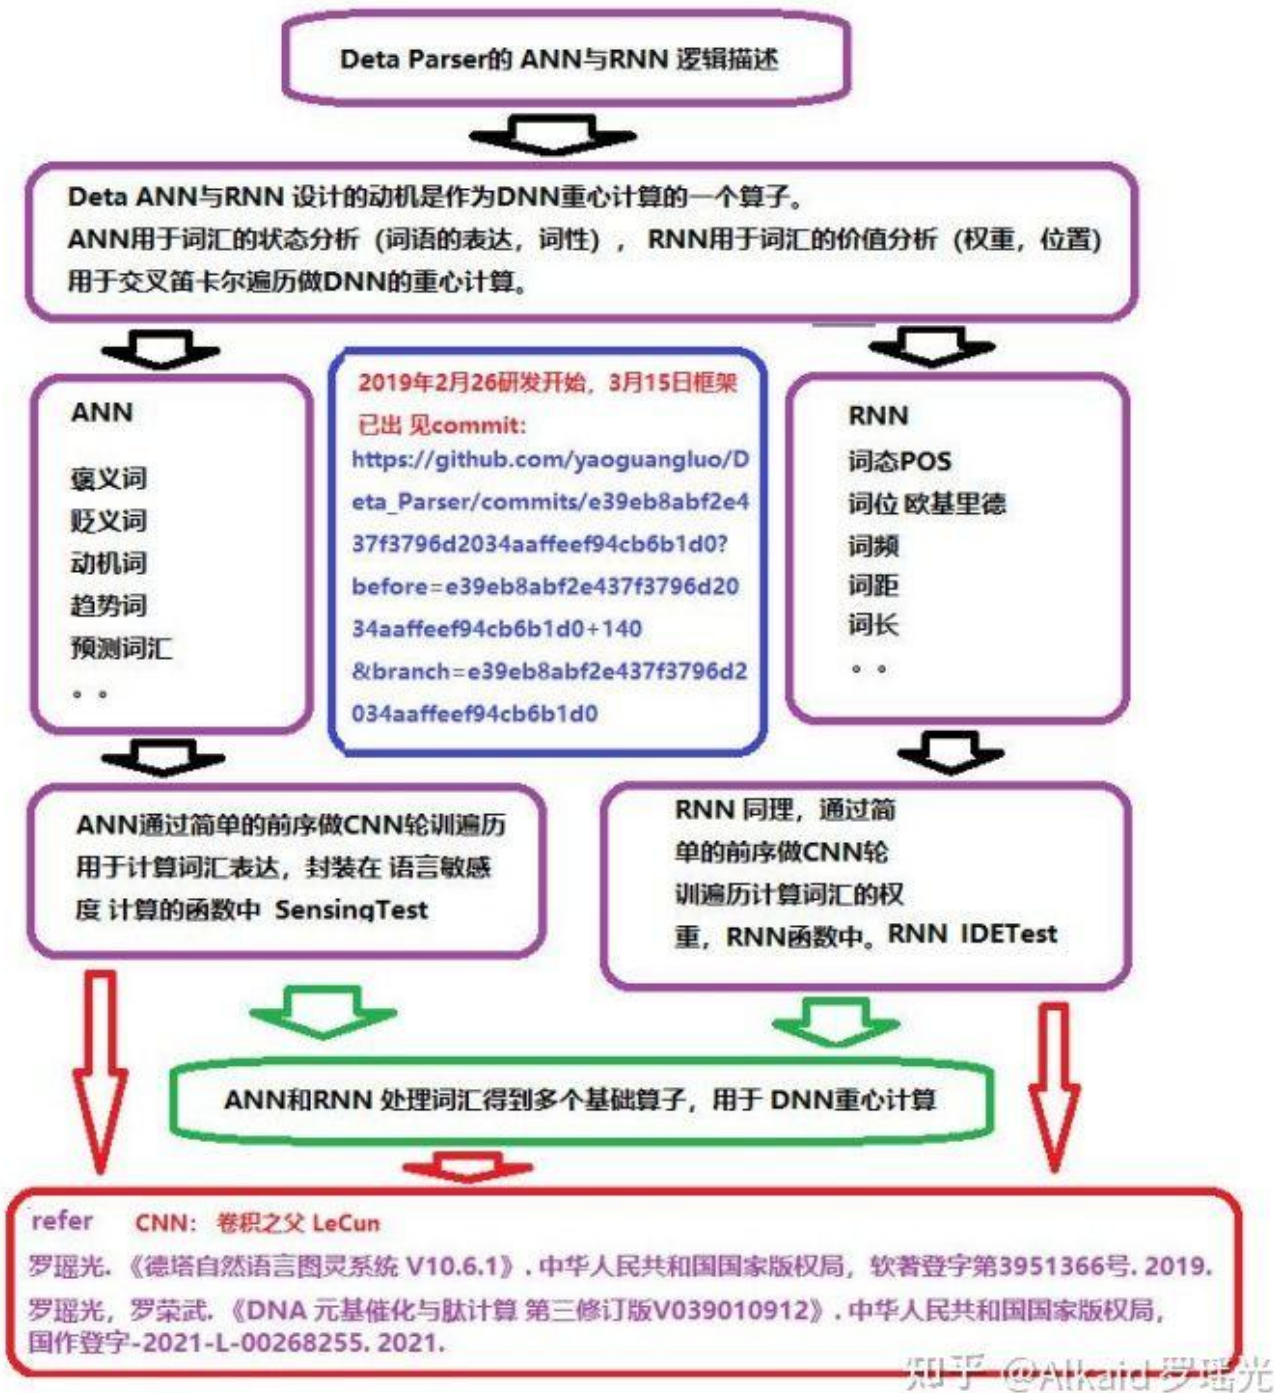 Deta Parser的 ANN与RNN 逻辑描述
Deta ANN与RNN 设计的动机是作为DNN重心计算的一个算子。
ANN用于词汇的状态分析 (词语的表达，词性) ， RNN用于词汇的价值分析 (权重，位置)
用于交叉笛卡尔遍历做DNN的重心计算。
ANN
褒义词
贬义词
动机词
趋势词
预测词汇
。。
2019年2月26研发开始，3月15日框架
已出 见commit:
https://github.com/yaoguangluo/D
eta_Parser/commits/e39eb8abf2e4
37f3796d2034aaffeef94cb6b1d0?
before=e39eb8abf2e437f3796d20
34aaffeef94cb6b1d0+140
&branch=e39eb8abf2e437f3796d2
034aaffeef94cb6b1d0
RNN
词态POS
词位 欧基里德
词频
词距
词长
。。
ANN通过简单的前序做CNN轮训遍历
用于计算词汇表达，封装在 语言敏感
度 计算的函数中 SensingTest
RNN 同理，通过简
单的前序做CNN轮
训遍历计算词汇的权
重，RNN函数中。RNN IDETest
ANN和RNN 处理词汇得到多个基础算子，用于 DNN重心计算
refer CNN： 卷积之父 LeCun
罗瑶光. 《德塔自然语言图灵系统 V10.6.1》. 中华人民共和国国家版权局，软著登字第3951366号. 2019.
罗瑶光，罗荣武. 《DNA 元基催化与肽计算 第三修订版V039010912》. 中华人民共和国国家版权局，
国作登字-2021-L-00268255. 2021.
知乎 @Alkaid 罗瑶光